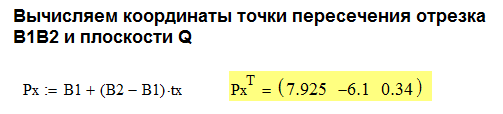 Вычисляем координаты точки пересечения отрезка
B1B2 и плоскости Q
Px := B1 + (B2 − B1)·tx    Px^T = ( 7.925  −6.1  0.34 )